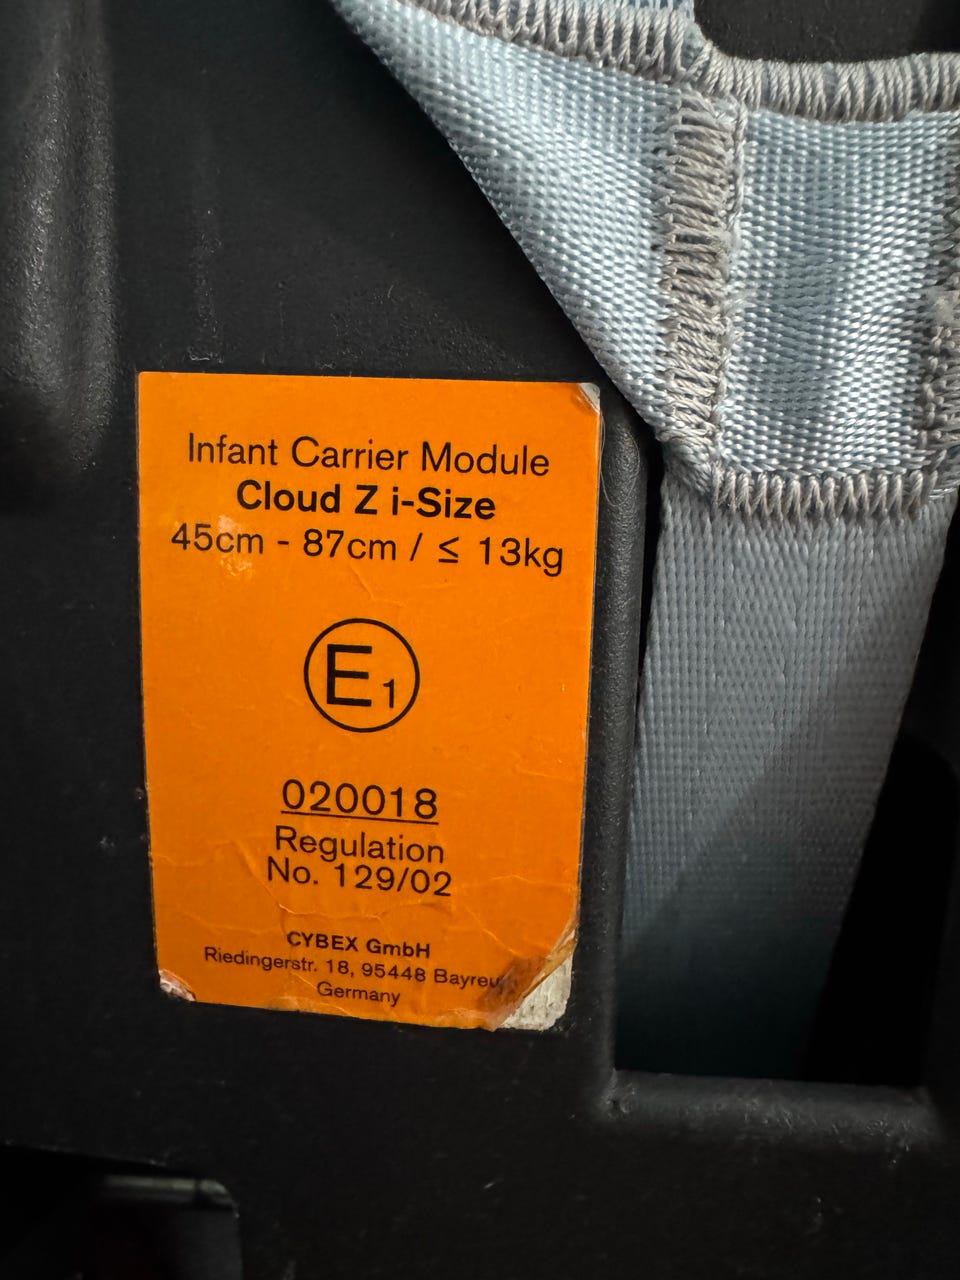 Infant Carrier Module
Cloud Z i-Size
45cm - 87cm / ≤ 13kg
E1
020018
Regulation
No. 129/02
CYBEX GmbH
Riedingerstr. 18, 95448
Germany